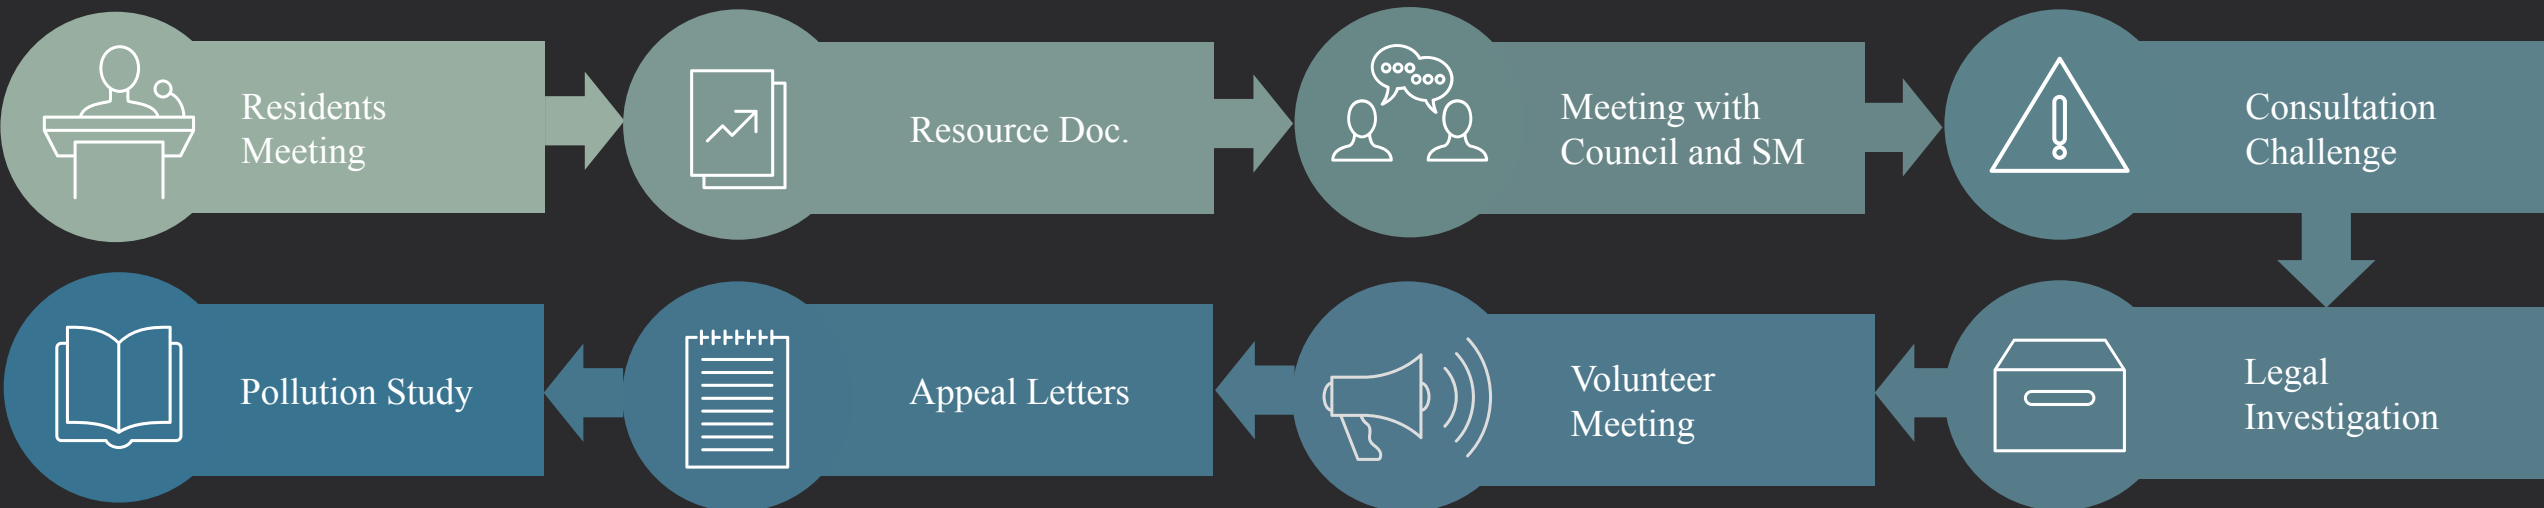 Residents
Meeting
Resource Doc.
Meeting with
Council and SM
Consultation
Challenge
Legal
Investigation
Volunteer
Meeting
Appeal Letters
Pollution Study